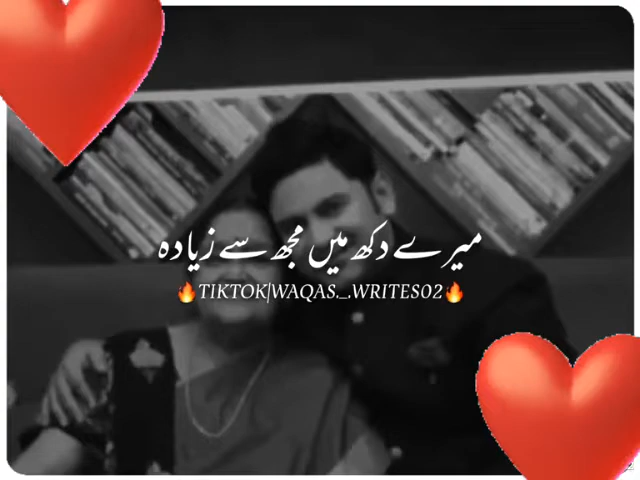 میرے دکھ میں مجھ سے زیادہ
🔥TIKTOK|WAQAS._.WRITES02🔥